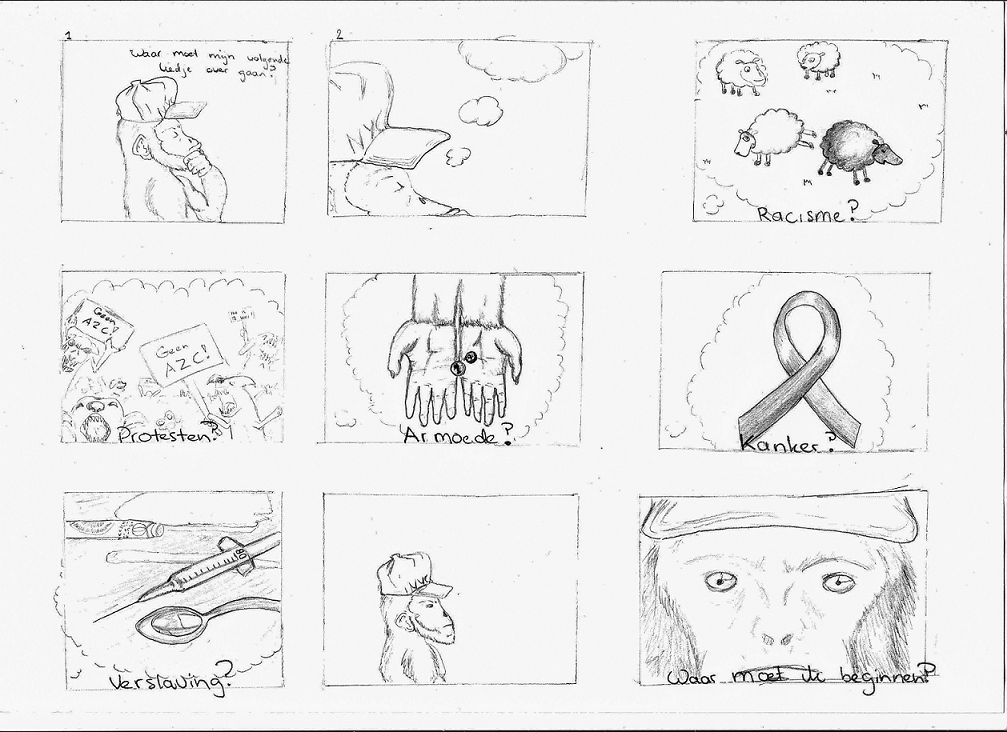 1
2
Waar moet mijn volgende
liedje over gaan?
NYC
Racisme?
Geen
AZC!
Geen
AZC!
Protesten?
Armoede?
Kanker?
Verslaving?
Waar moet ik beginnen?